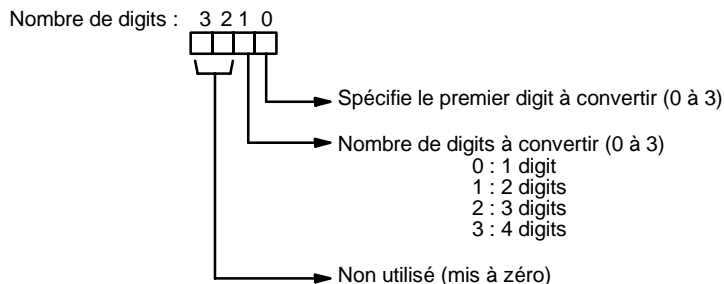 Nombre de digits : 3 2 1 0
Spécifie le premier digit à convertir (0 à 3)
Nombre de digits à convertir (0 à 3)
0 : 1 digit
1 : 2 digits
2 : 3 digits
3 : 4 digits
Non utilisé (mis à zéro)